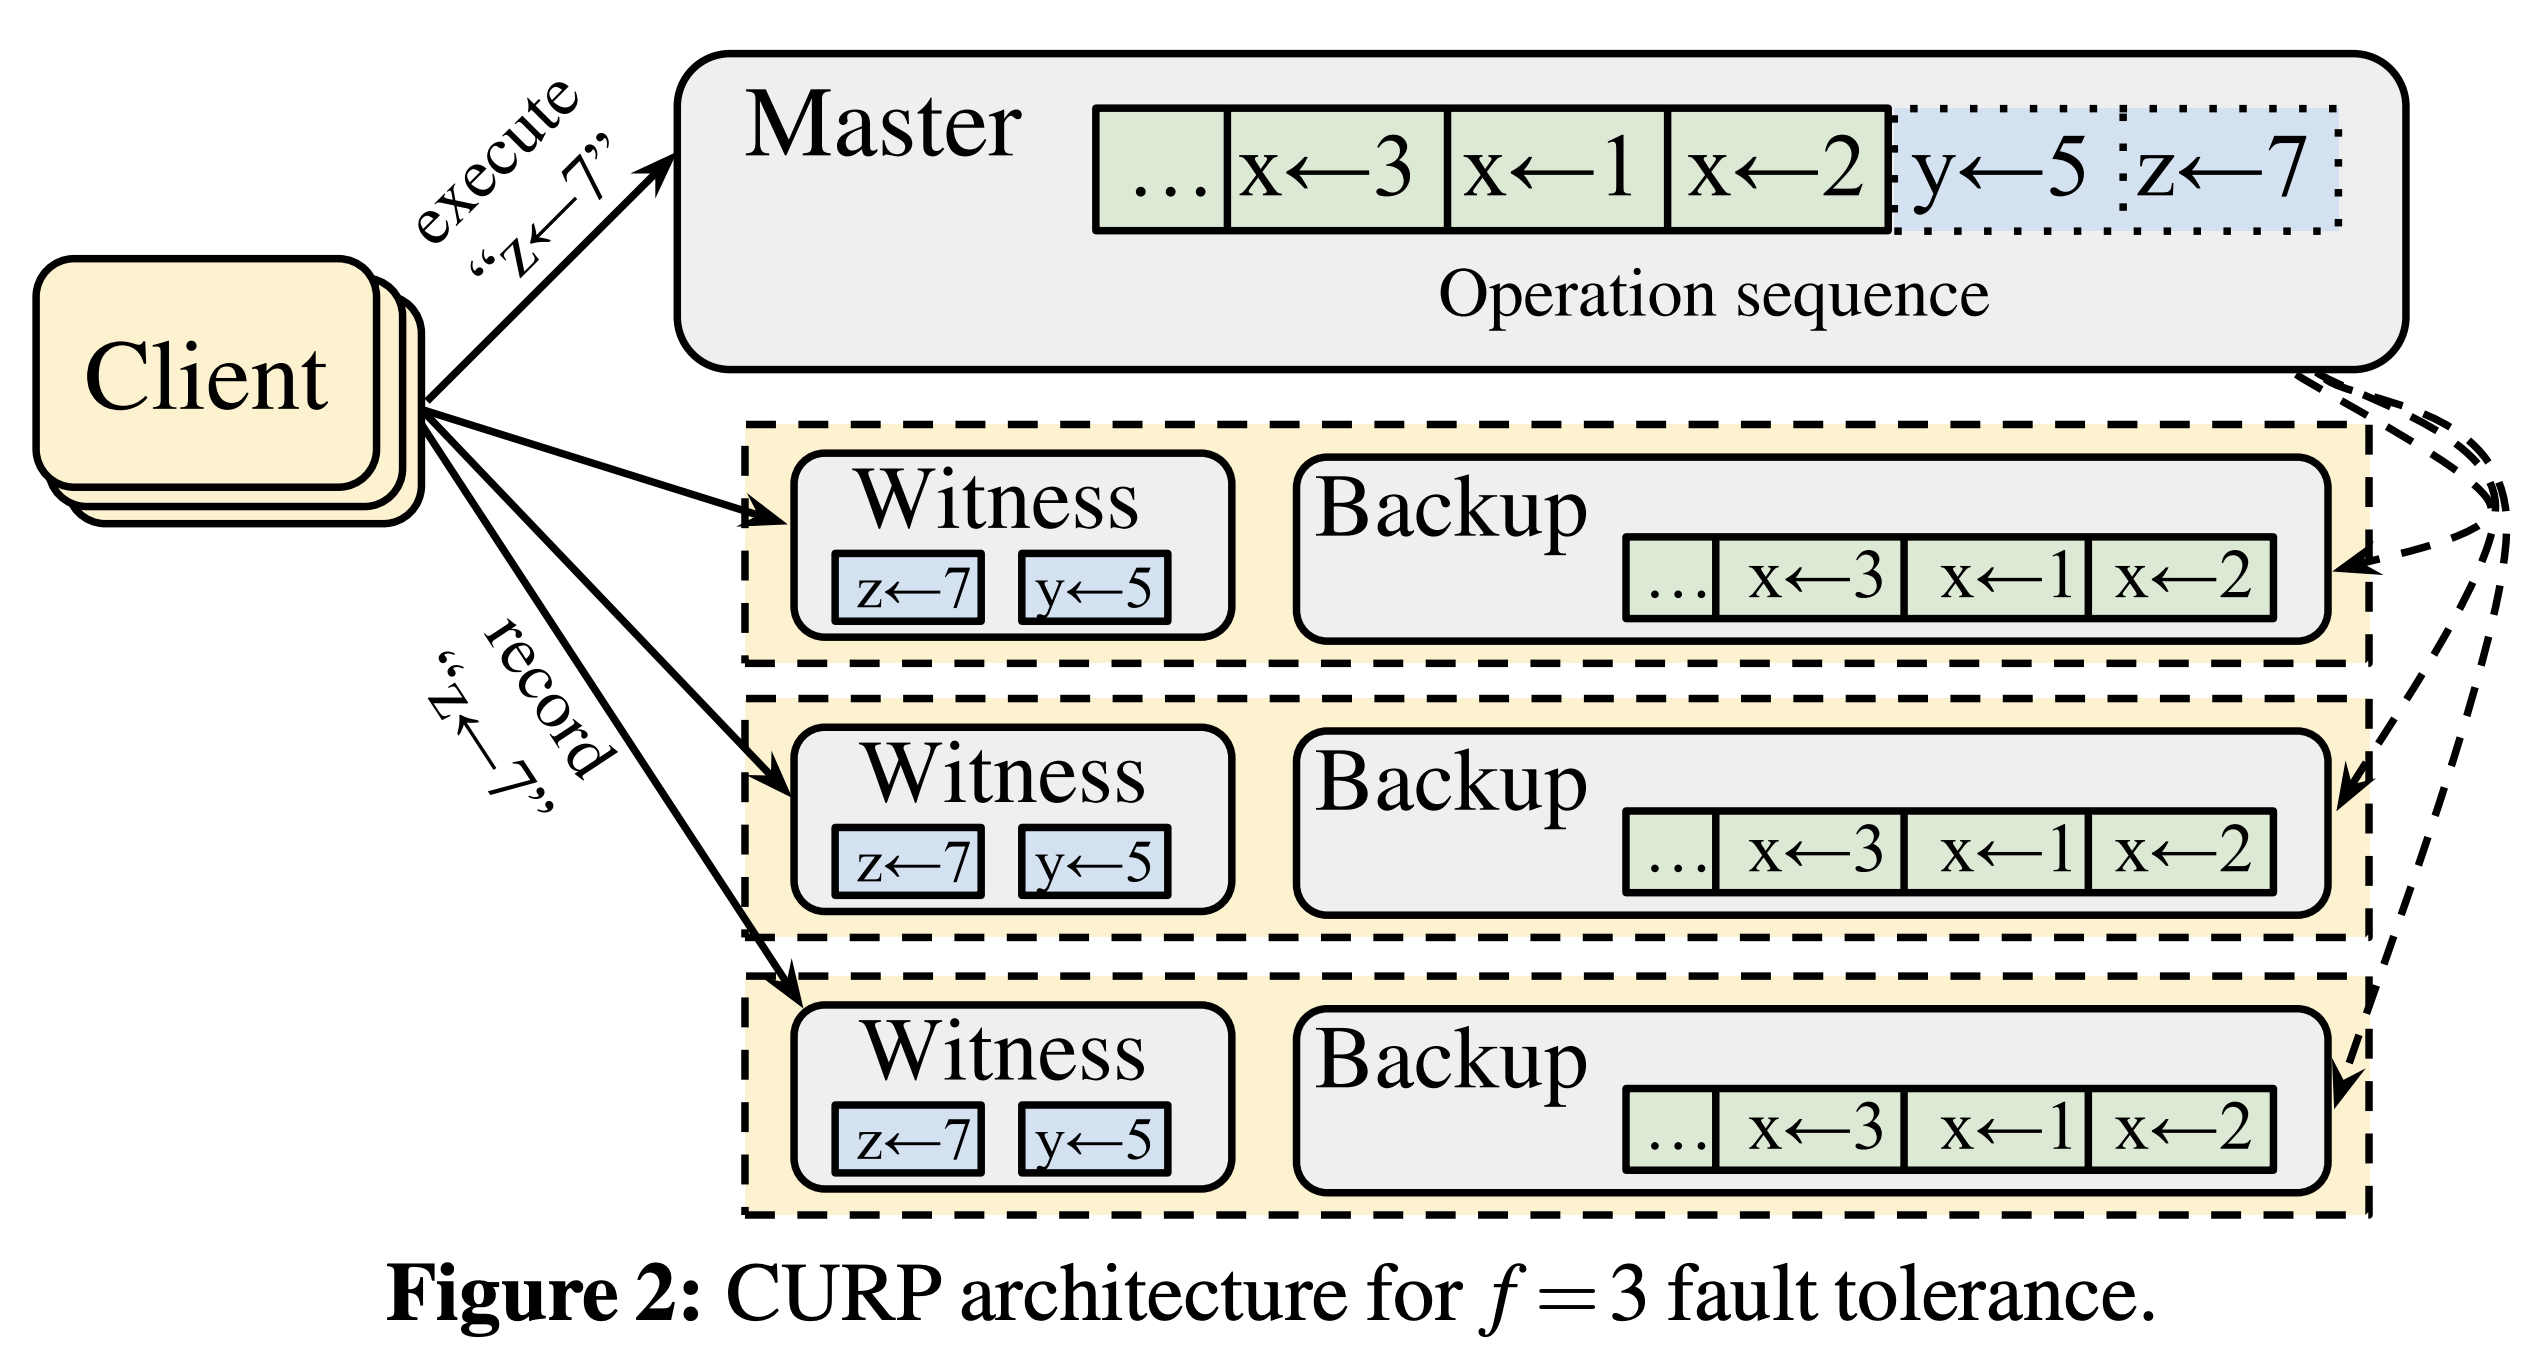 execute
“z←7”
Master
… x←3 x←1 x←2 y←5 z←7
Operation sequence
Client
record
“z←7”
Witness
z←7 y←5
Backup
… x←3 x←1 x←2
Witness
z←7 y←5
Backup
… x←3 x←1 x←2
Witness
z←7 y←5
Backup
… x←3 x←1 x←2
Figure 2: CURP architecture for f = 3 fault tolerance.